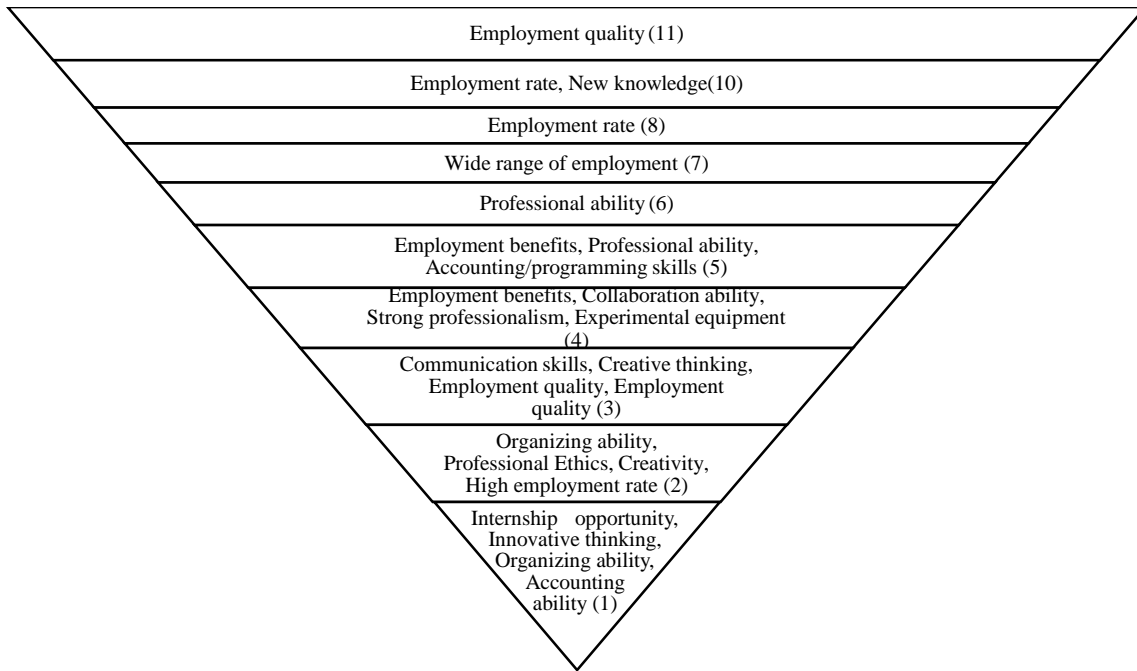 Employment quality (11)
Employment rate, New knowledge(10)
Employment rate (8)
Wide range of employment (7)
Professional ability (6)
Employment benefits, Professional ability,
Accounting/programming skills (5)
Employment benefits, Collaboration ability,
Strong professionalism, Experimental equipment
(4)
Communication skills, Creative thinking,
Employment quality, Employment
quality (3)
Organizing ability,
Professional Ethics, Creativity,
High employment rate (2)
Internship opportunity,
Innovative thinking,
Organizing ability,
Accounting
ability (1)